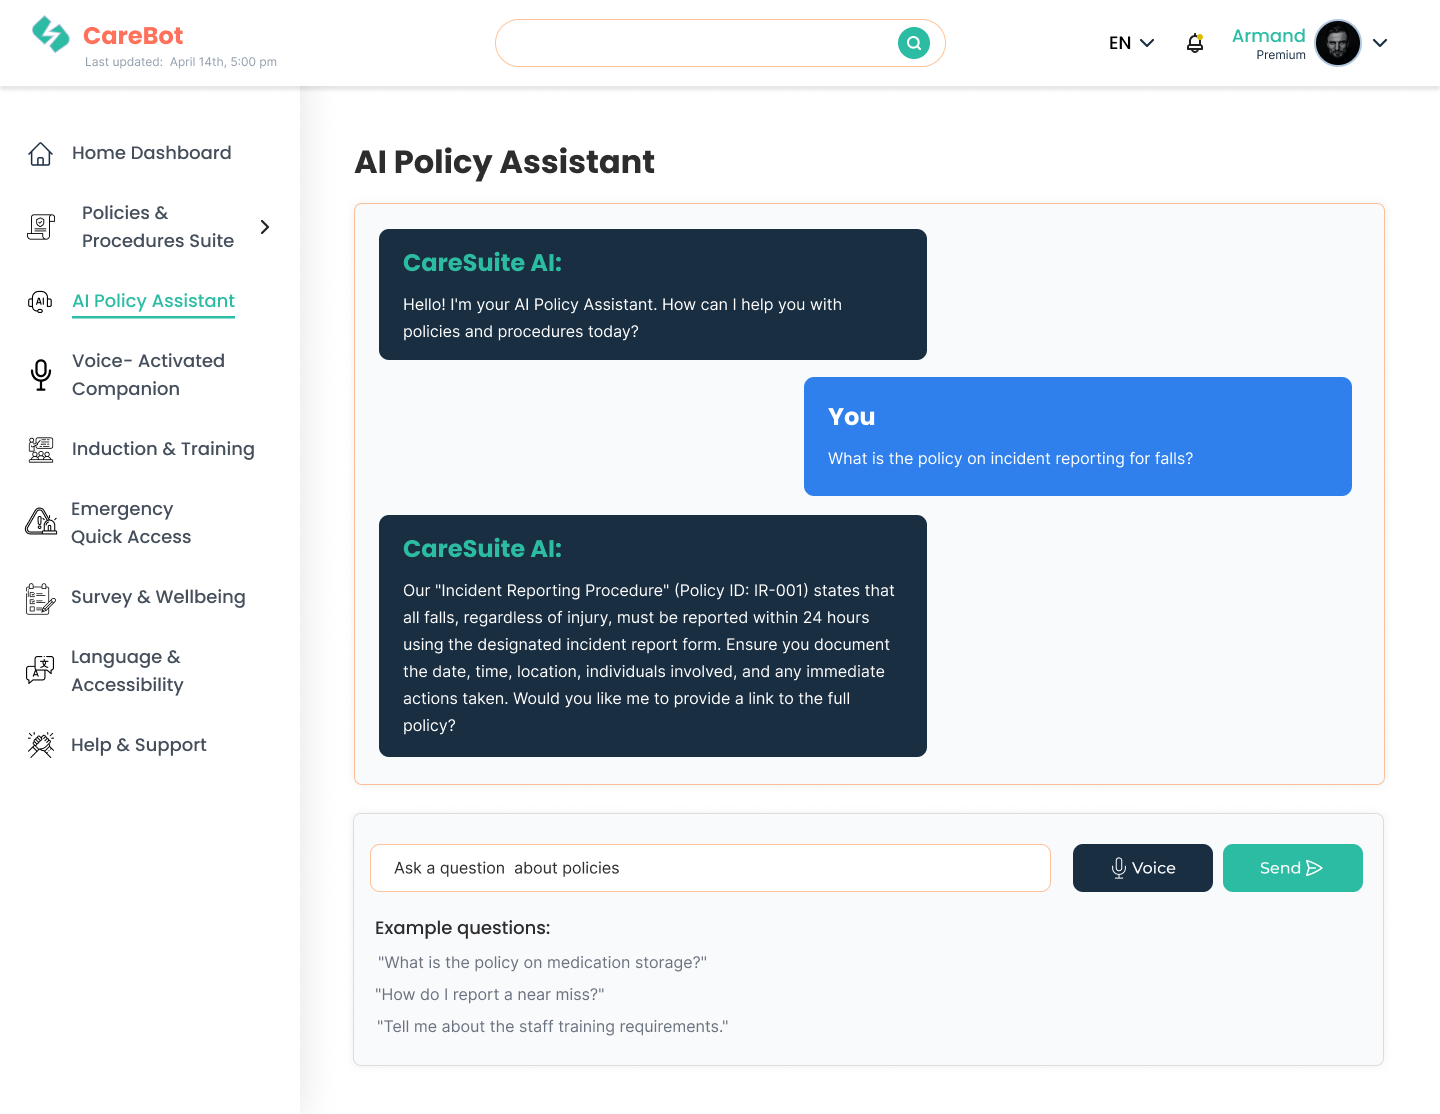 CareBot
Last updated:  April 14th, 5:00 pm
EN
Armand
Premium
Home Dashboard
Policies &
Procedures Suite
AI
AI Policy Assistant
Voice- Activated
Companion
Induction & Training
Emergency
Quick Access
Survey & Wellbeing
Language &
Accessibility
Help & Support
AI Policy Assistant
CareSuite AI:
Hello! I'm your AI Policy Assistant. How can I help you with
policies and procedures today?
You
What is the policy on incident reporting for falls?
CareSuite AI:
Our "Incident Reporting Procedure" (Policy ID: IR-001) states that
all falls, regardless of injury, must be reported within 24 hours
using the designated incident report form. Ensure you document
the date, time, location, individuals involved, and any immediate
actions taken. Would you like me to provide a link to the full
policy?
Ask a question  about policies
Voice
Send
Example questions:
"What is the policy on medication storage?"
"How do I report a near miss?"
"Tell me about the staff training requirements."